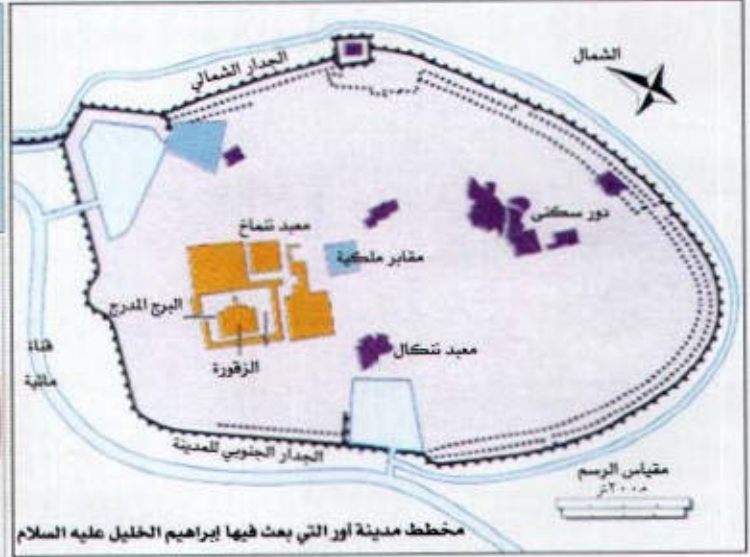 الشمال
الجدار الشمالي
دور سكنى
معبد ننماخ
مقابر ملكية
البرج المدرج
الزقورة
معبد ننكال
قناة
مائية
الجدار الجنوبي للمدينة
مقياس الرسم
مخطط مدينة أور التي بعث فيها إبراهيم الخليل عليه السلام